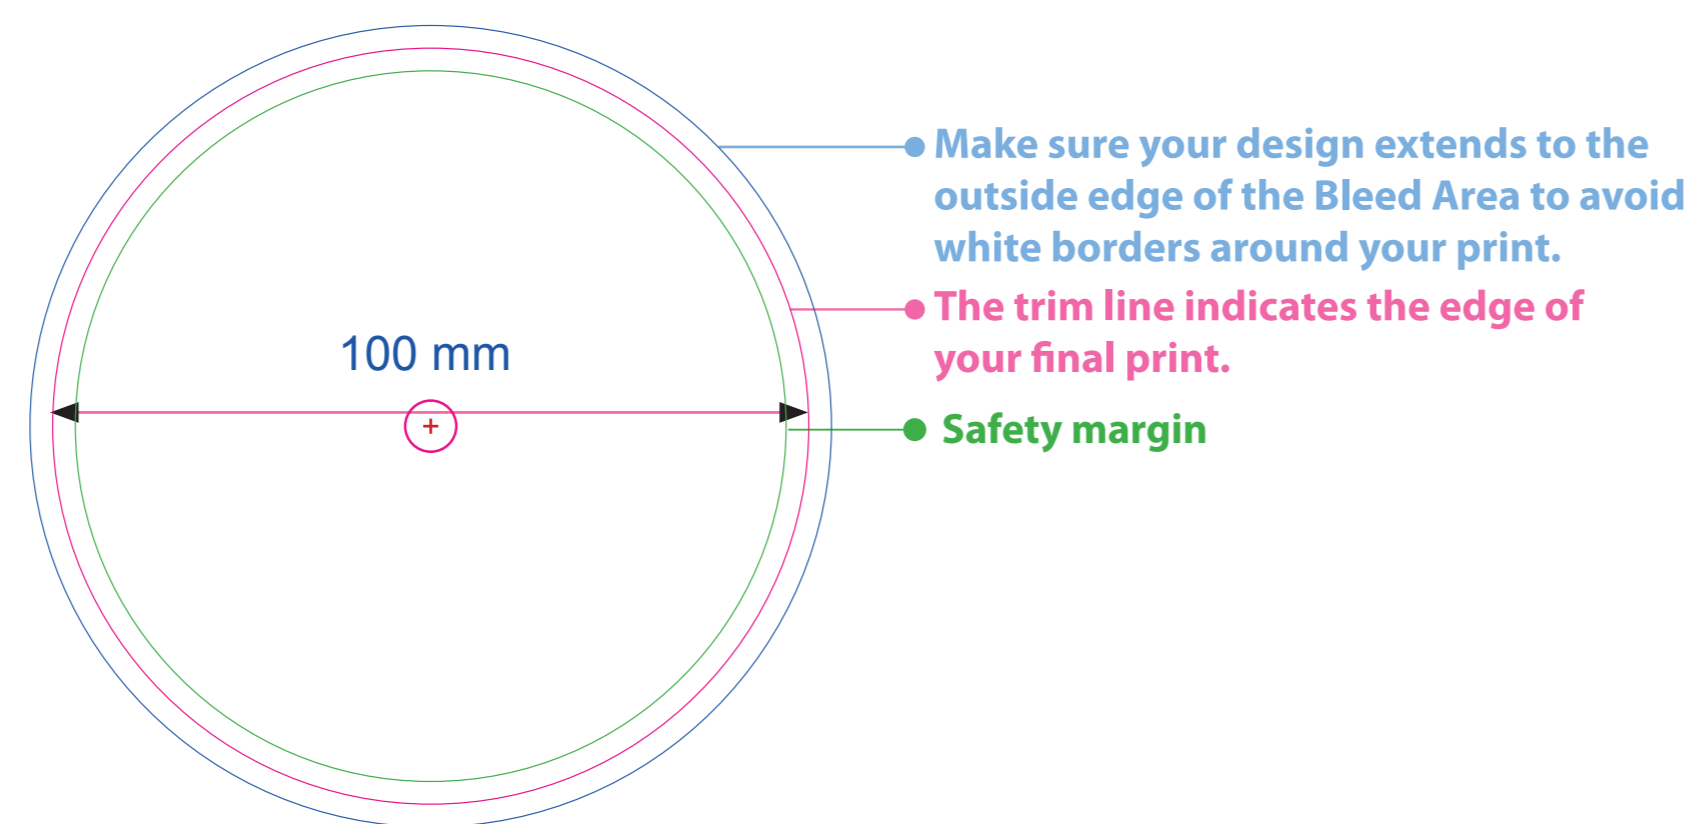 Make sure your design extends to the
outside edge of the Bleed Area to avoid
white borders around your print.
The trim line indicates the edge of
your final print.
100 mm
Safety margin